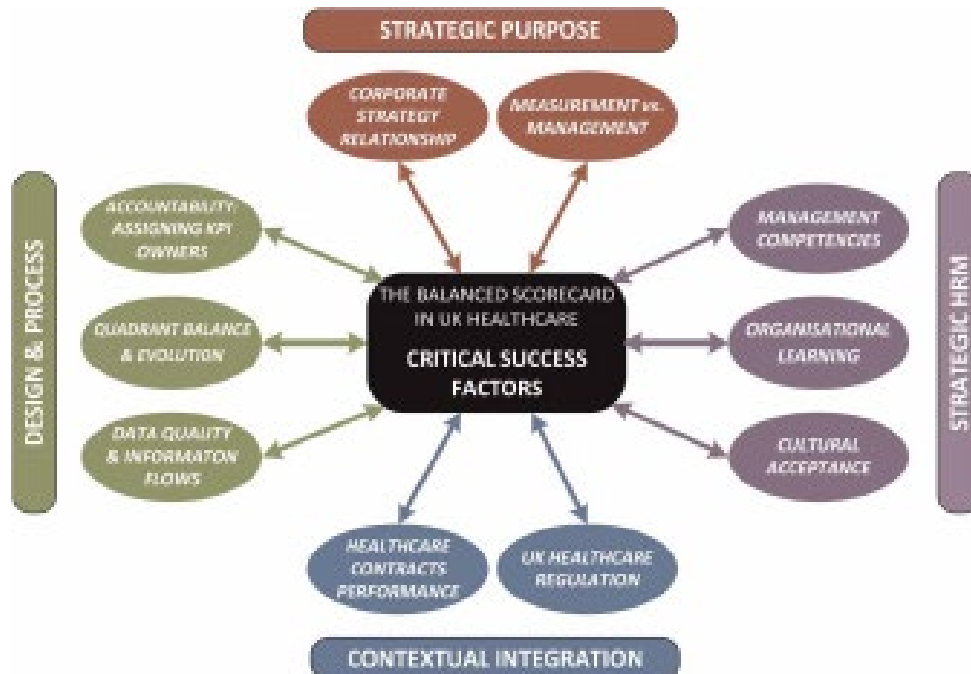 STRATEGIC PURPOSE
CORPORATE
STRATEGY
RELATIONSHIP
MEASUREMENT vs.
MANAGEMENT
DESIGN & PROCESS
ACCOUNTABILITY:
ASSIGNING KPI
OWNERS
QUADRANT BALANCE
& EVOLUTION
DATA QUALITY
& INFORMATON
FLOWS
THE BALANCED SCORECARD
IN UK HEALTHCARE
CRITICAL SUCCESS
FACTORS
MANAGEMENT
COMPETENCIES
ORGANISATIONAL
LEARNING
CULTURAL
ACCEPTANCE
STRATEGIC HRM
HEALTHCARE
CONTRACTS
PERFORMANCE
UK HEALTHCARE
REGULATION
CONTEXTUAL INTEGRATION